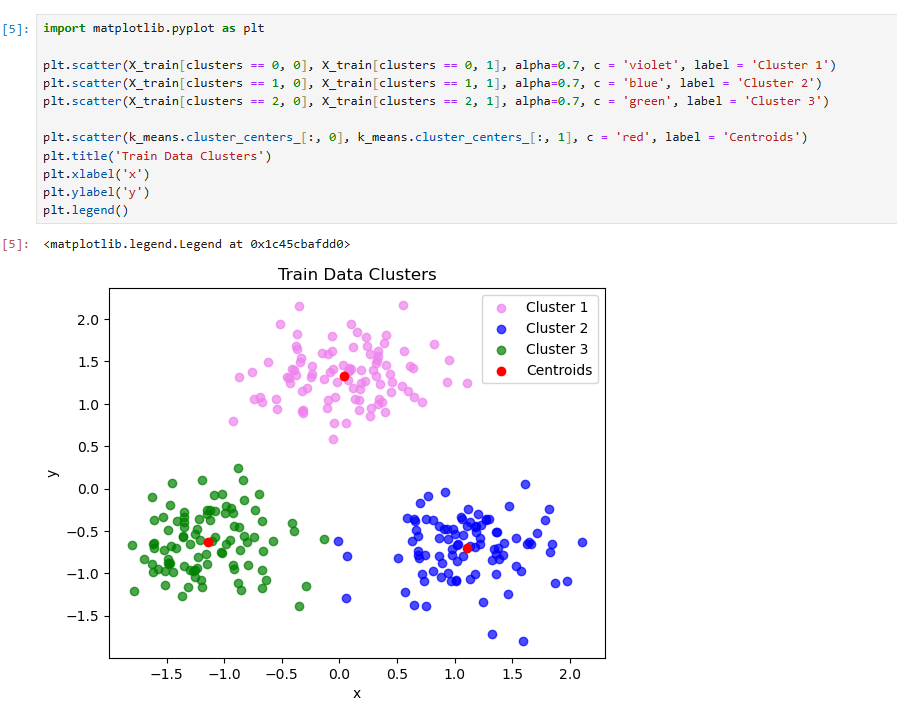 [5]: import matplotlib.pyplot as plt
plt.scatter(X_train[clusters == 0, 0], X_train[clusters == 0, 1], alpha=0.7, c = 'violet', label = 'Cluster 1')
plt.scatter(X_train[clusters == 1, 0], X_train[clusters == 1, 1], alpha=0.7, c = 'blue', label = 'Cluster 2')
plt.scatter(X_train[clusters == 2, 0], X_train[clusters == 2, 1], alpha=0.7, c = 'green', label = 'Cluster 3')
plt.scatter(k_means.cluster_centers_[:, 0], k_means.cluster_centers_[:, 1], c = 'red', label = 'Centroids')
plt.title('Train Data Clusters')
plt.xlabel('x')
plt.ylabel('y')
plt.legend()
[5]: <matplotlib.legend.Legend at 0x1c45cbafdd0>
Train Data Clusters
Cluster 1
Cluster 2
Cluster 3
Centroids
2.0
1.5
1.0
0.5
0.0
−0.5
−1.0
−1.5
y
−1.5 −1.0 −0.5 0.0 0.5 1.0 1.5 2.0
x